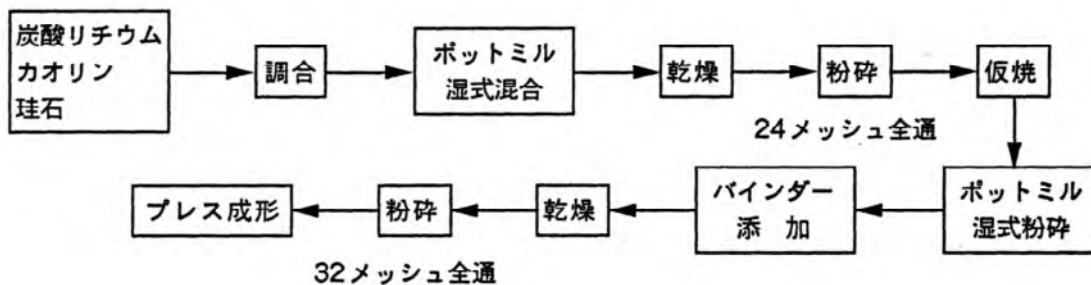 炭酸リチウム
カオリン
珪石
調合
ポットミル
湿式混合
乾燥
粉砕
24メッシュ全通
仮焼
ポットミル
湿式粉砕
バインダー
添 加
乾燥
粉砕
32メッシュ全通
プレス成形